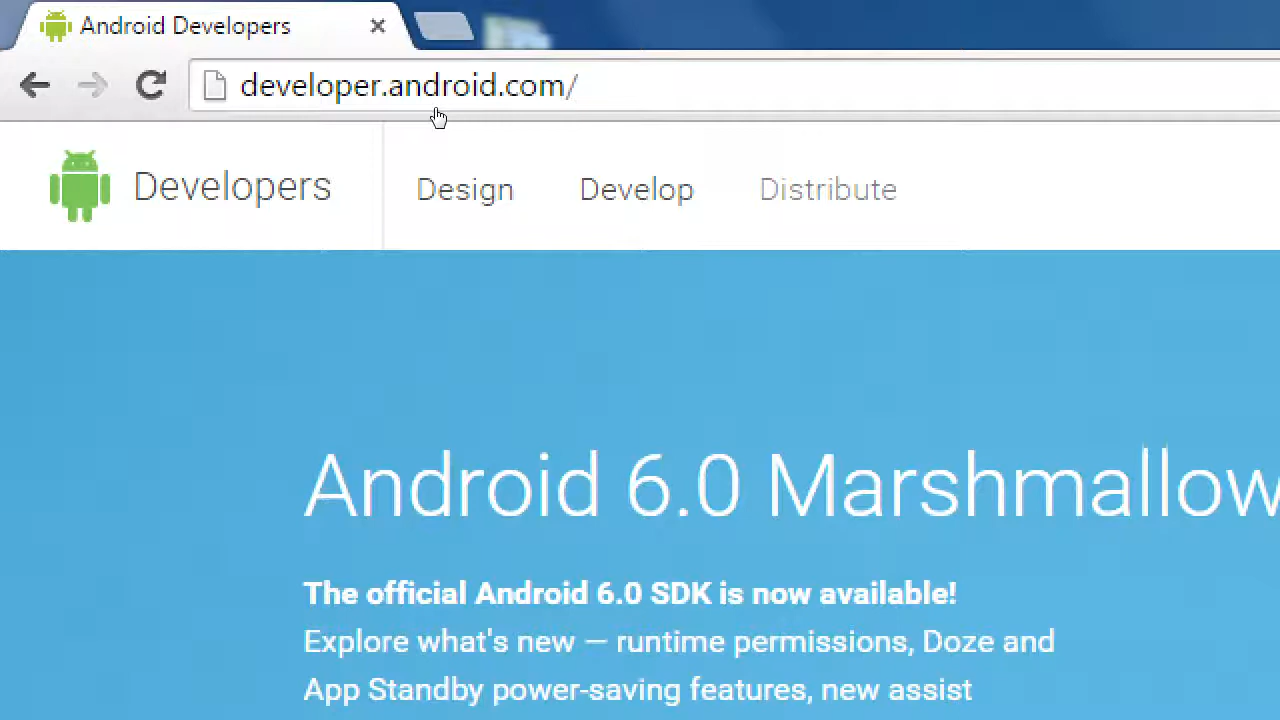 Android Developers
developer.android.com/
Developers Design Develop Distribute
Android 6.0 Marshmallow
The official Android 6.0 SDK is now available!
Explore what's new — runtime permissions, Doze and
App Standby power-saving features, new assist